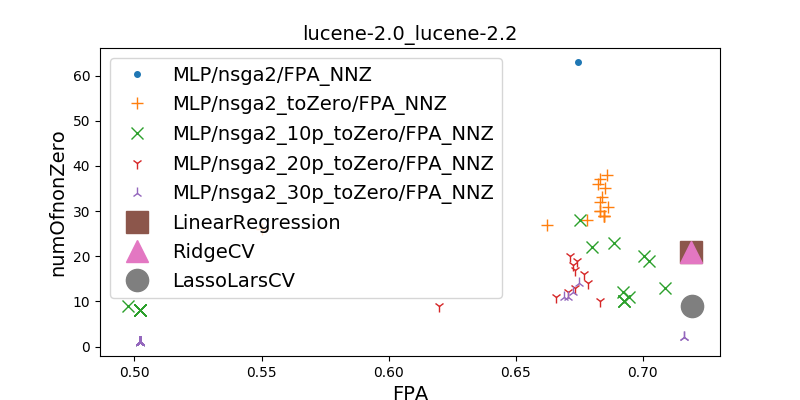 lucene-2.0_lucene-2.2
MLP/nsga2/FPA_NNZ
MLP/nsga2_toZero/FPA_NNZ
MLP/nsga2_10p_toZero/FPA_NNZ
MLP/nsga2_20p_toZero/FPA_NNZ
MLP/nsga2_30p_toZero/FPA_NNZ
LinearRegression
RidgeCV
LassoLarsCV
numOfnonZero
60
50
40
30
20
10
0
0.50 0.55 0.60 0.65 0.70
FPA